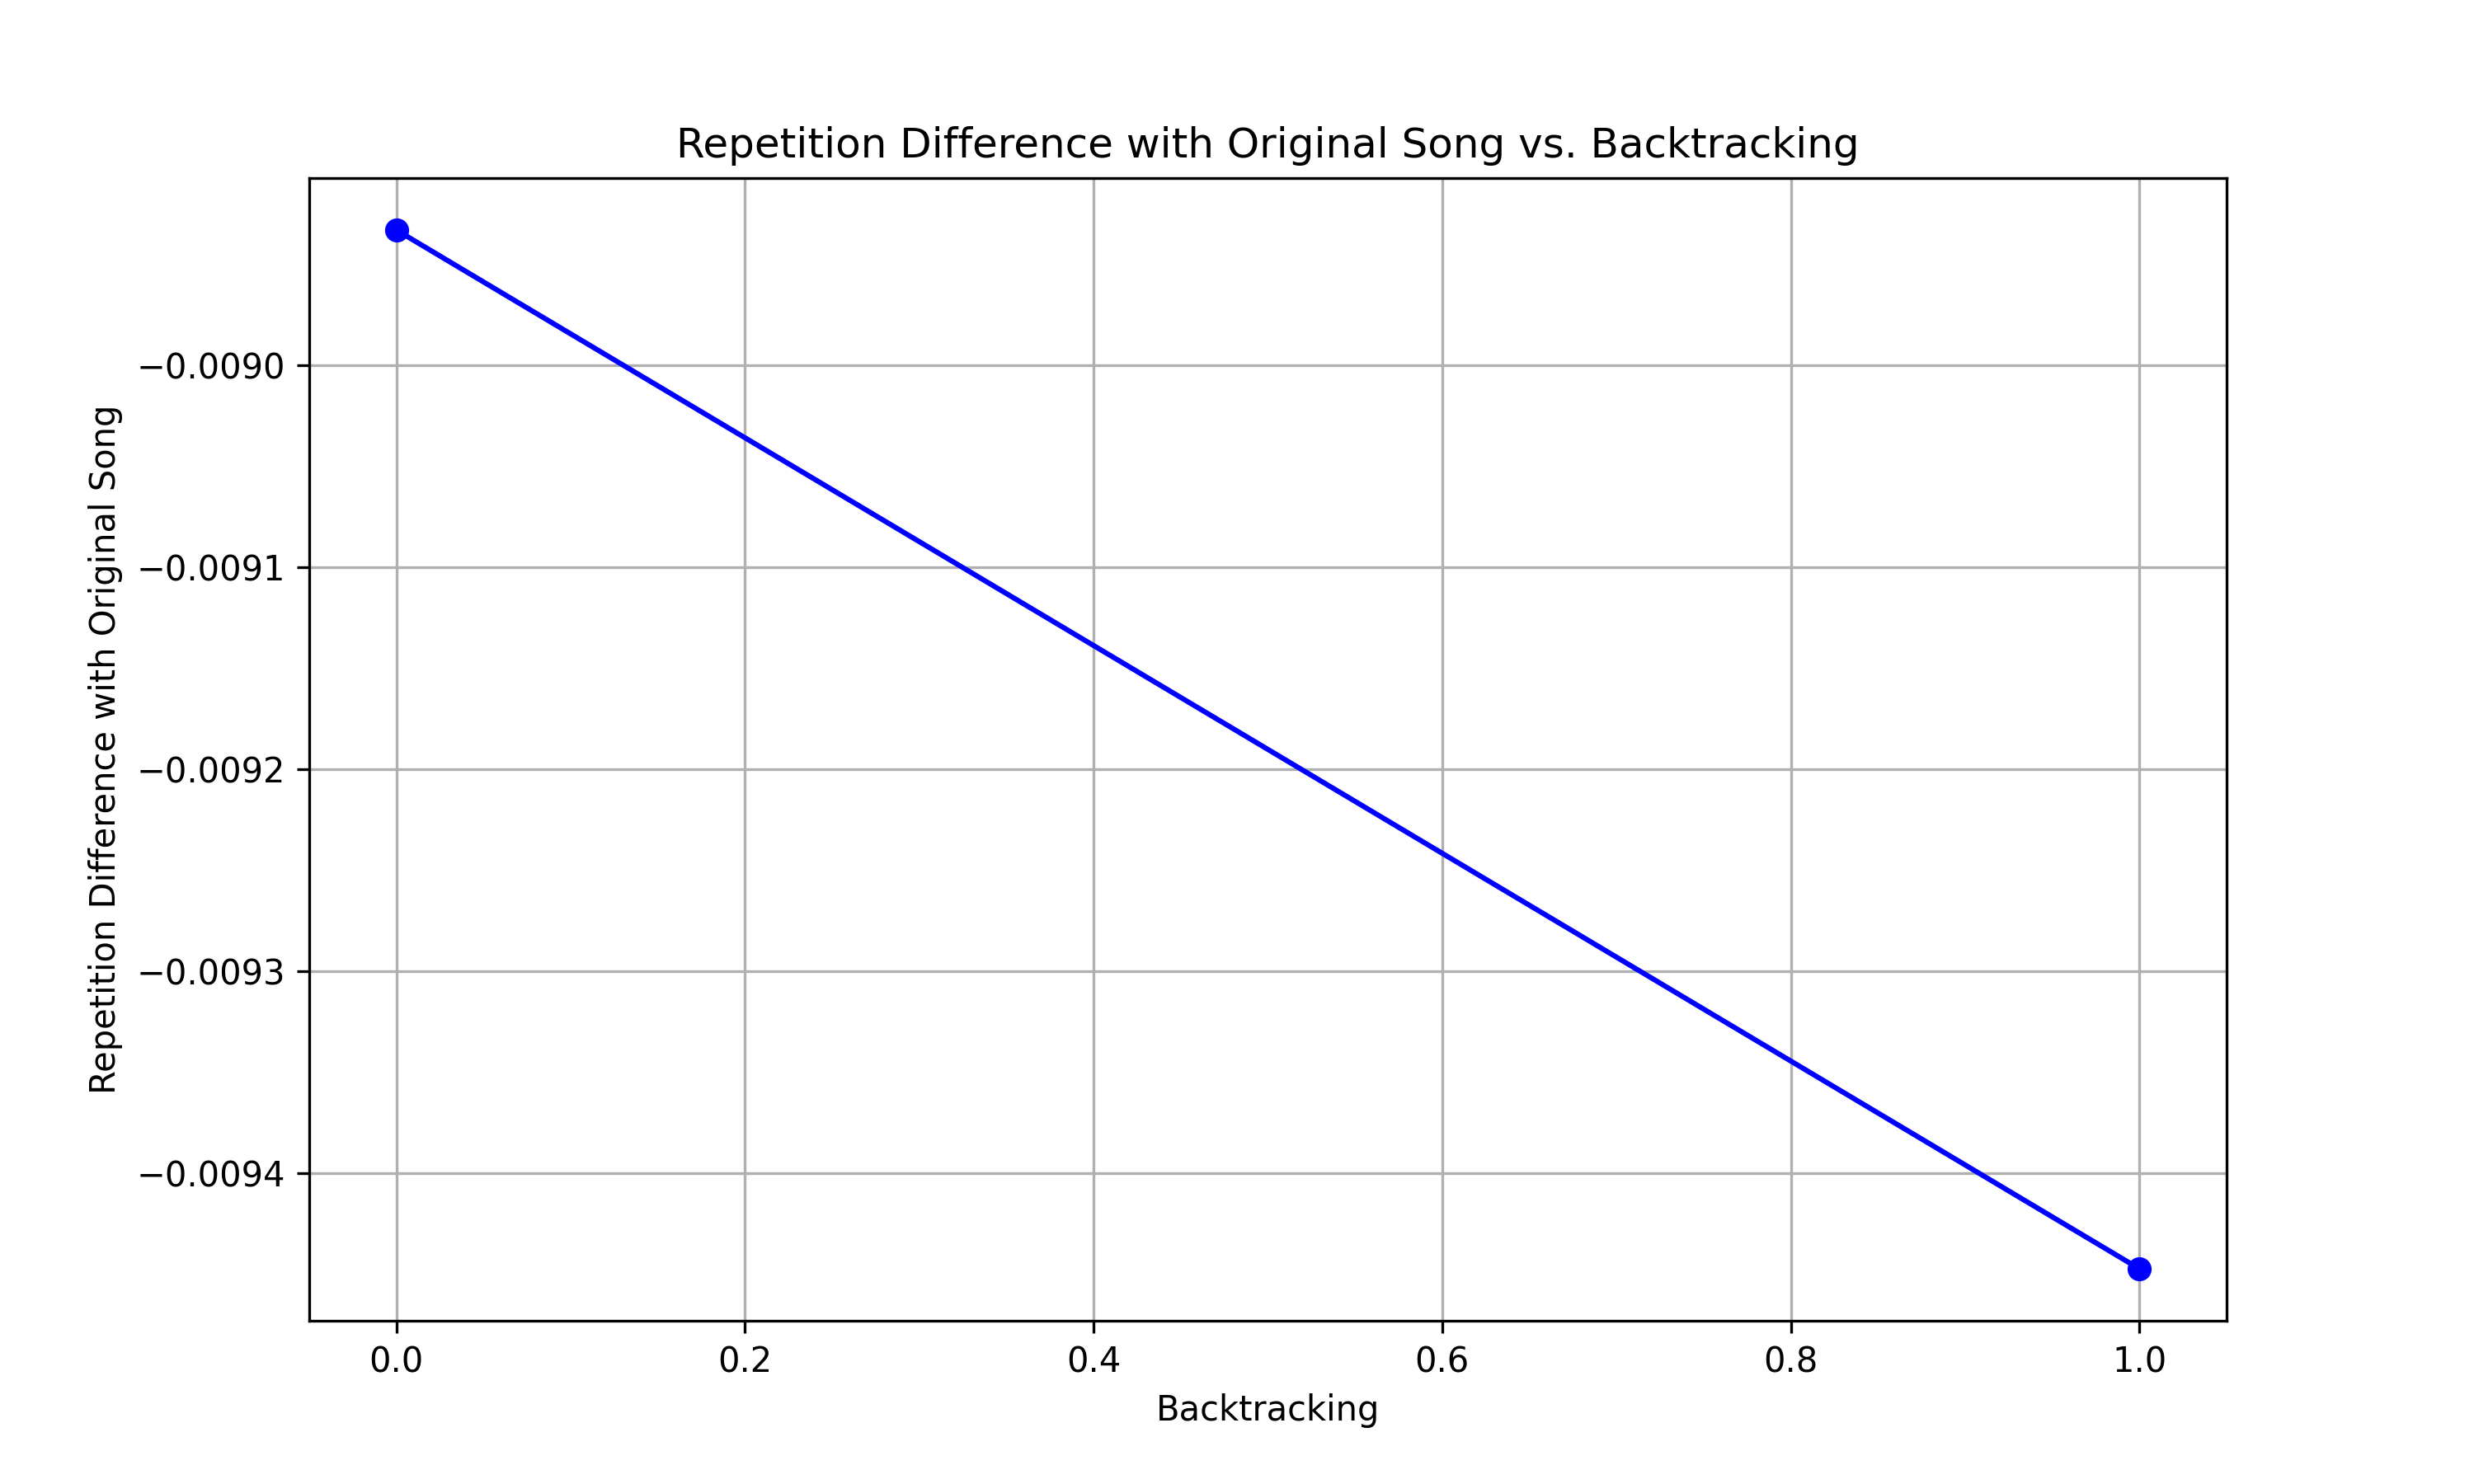 Repetition Difference with Original Song vs. Backtracking
Repetition Difference with Original Song
−0.0090
−0.0091
−0.0092
−0.0093
−0.0094
0.0 0.2 0.4 0.6 0.8 1.0
Backtracking